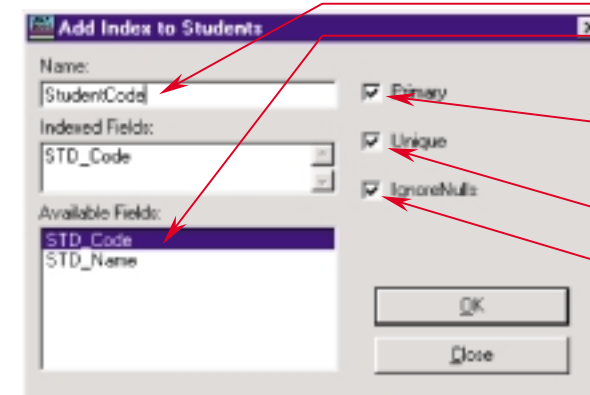 Add Index to Students
Name:
StudentCode
Primary
Indexed Fields:
STD_Code
Unique
IgnoreNulls
Available Fields:
STD_Code
STD_Name
OK
Close